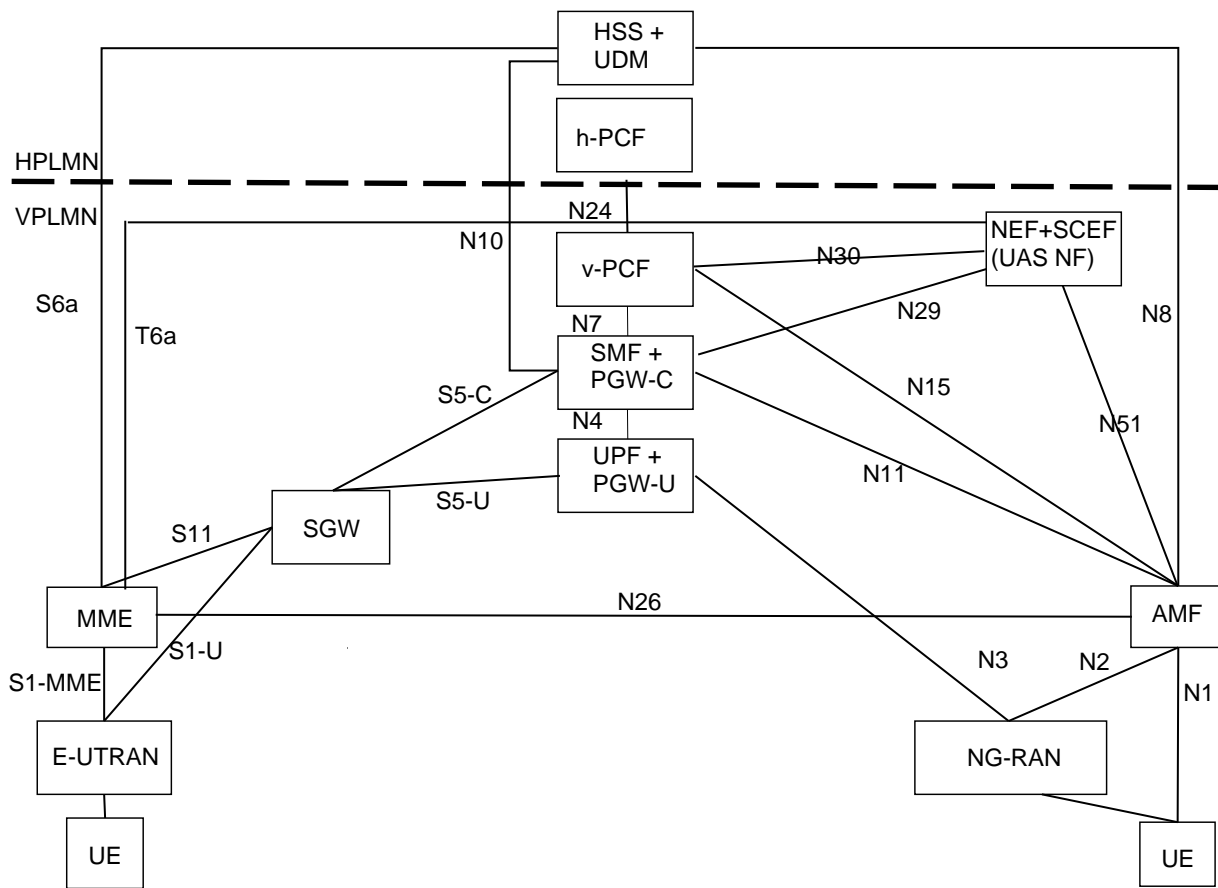 HSS +
UDM
h-PCF
HPLMN
VPLMN
N24
NEF+SCEF
(UAS NF)
N10
v-PCF
N30
S6a
T6a
N29
N8
N7
SMF +
PGW-C
S5-C
N15
N4
N51
UPF +
PGW-U
N11
S5-U
S11
SGW
MME
N26
AMF
S1-U
N3
N2
S1-MME
N1
E-UTRAN
NG-RAN
UE
UE